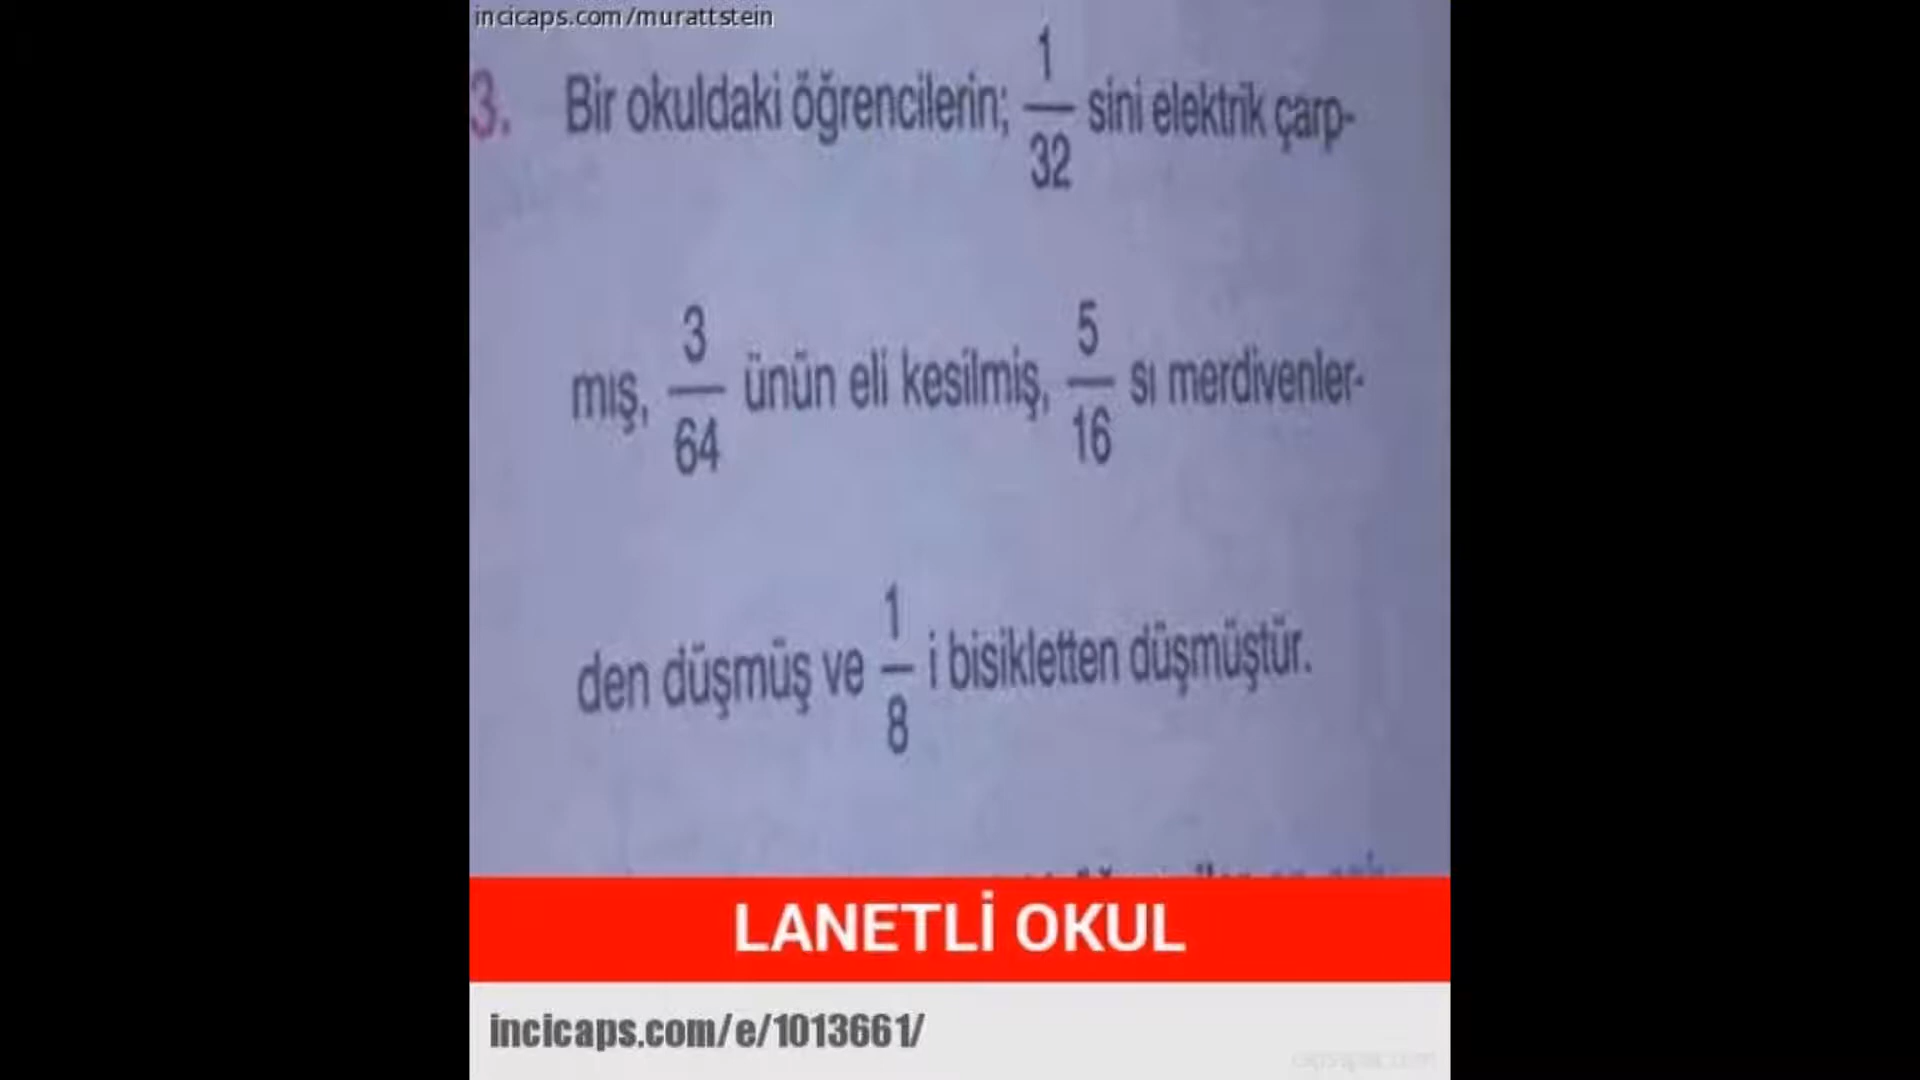 incicaps.com/murattstein
3. Bir okuldaki öğrencilerin; 1/32 sini elektrik çarp-
mış, 3/64 ünün eli kesilmiş, 5/16 sı merdivenler-
den düşmüş ve 1/8 i bisikletten düşmüştür.
LANETLİ OKUL
incicaps.com/e/1013661/